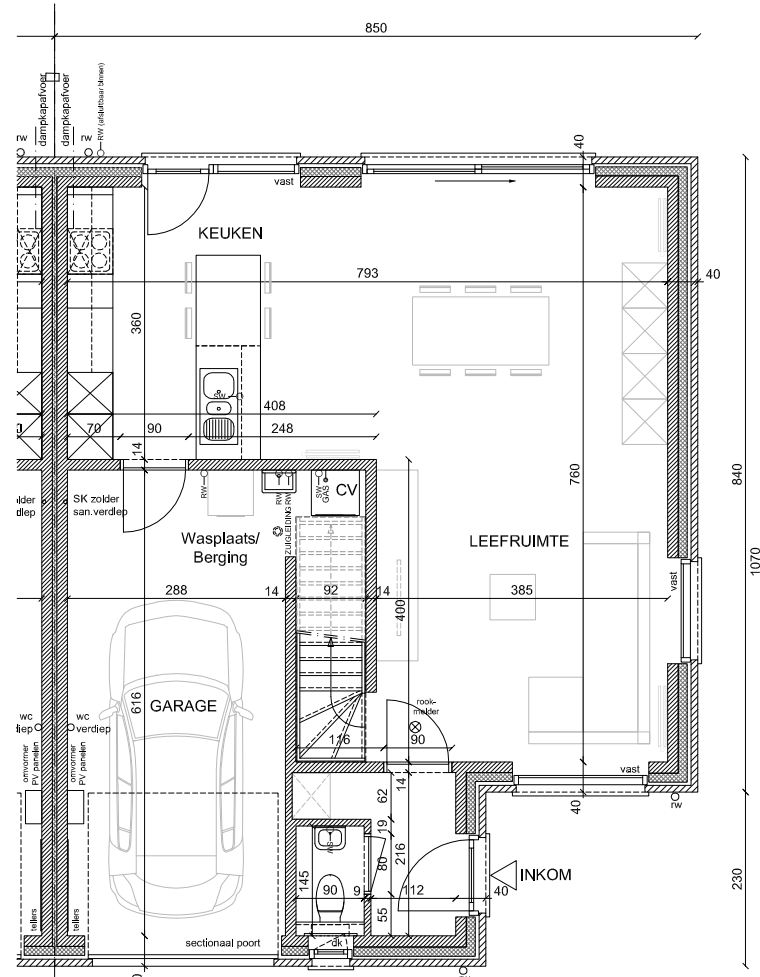 850
dampkapafvoer
dampkapafvoer
RW (afsluitbaar binnen)
rw
rw
40
vast
KEUKEN
793
40
360
SW
408
70
90
248
14
760
840
1070
SK zolder
san.verdiep
RW
ZUIGLEIDING RW
RW
SW
GAS
CV
Wasplaats/
Berging
LEEFRUIMTE
vast
288
14
92
14
385
400
616
GARAGE
rook-
melder
wc
verdiep
116
90
omvormer
PV panelen
omvormer
PV panelen
vast
14
62
40
rw
19
SW
80
216
145
INKOM
90
9
112
40
230
55
tellers
tellers
sectionaal poort
dk
rw